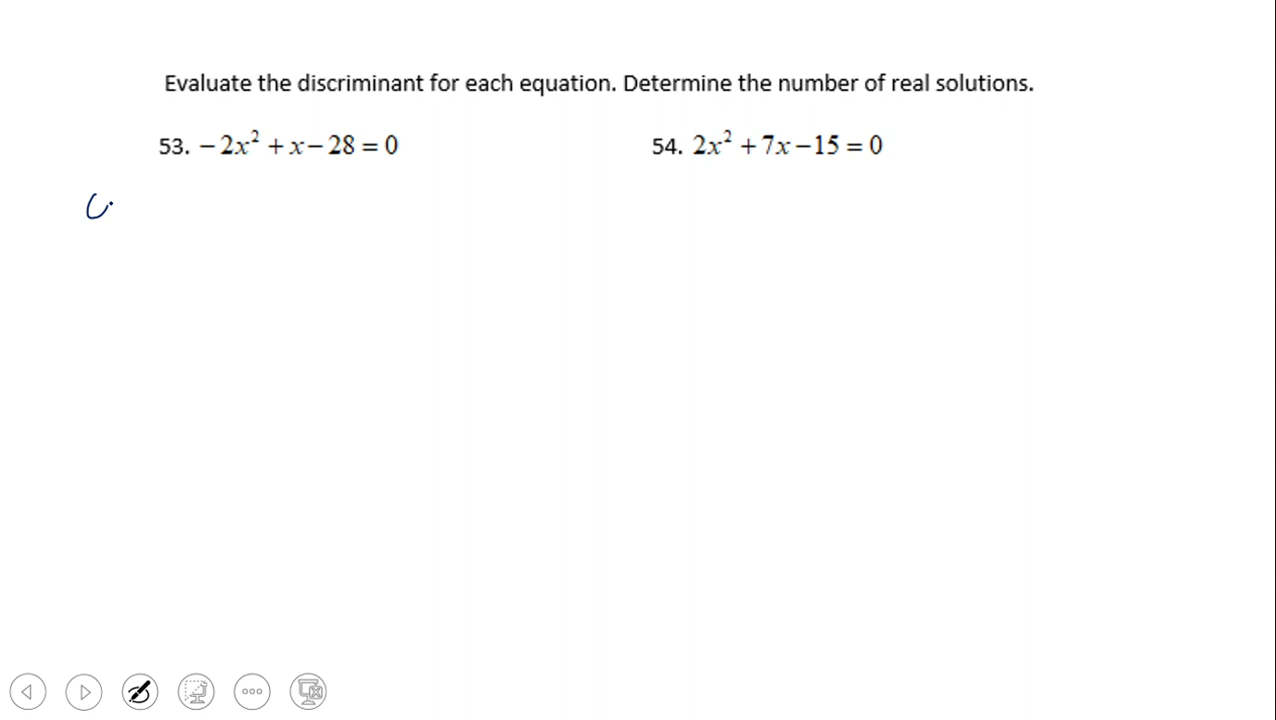 Evaluate the discriminant for each equation. Determine the number of real solutions.
53. −2x² + x − 28 = 0
54. 2x² + 7x − 15 = 0